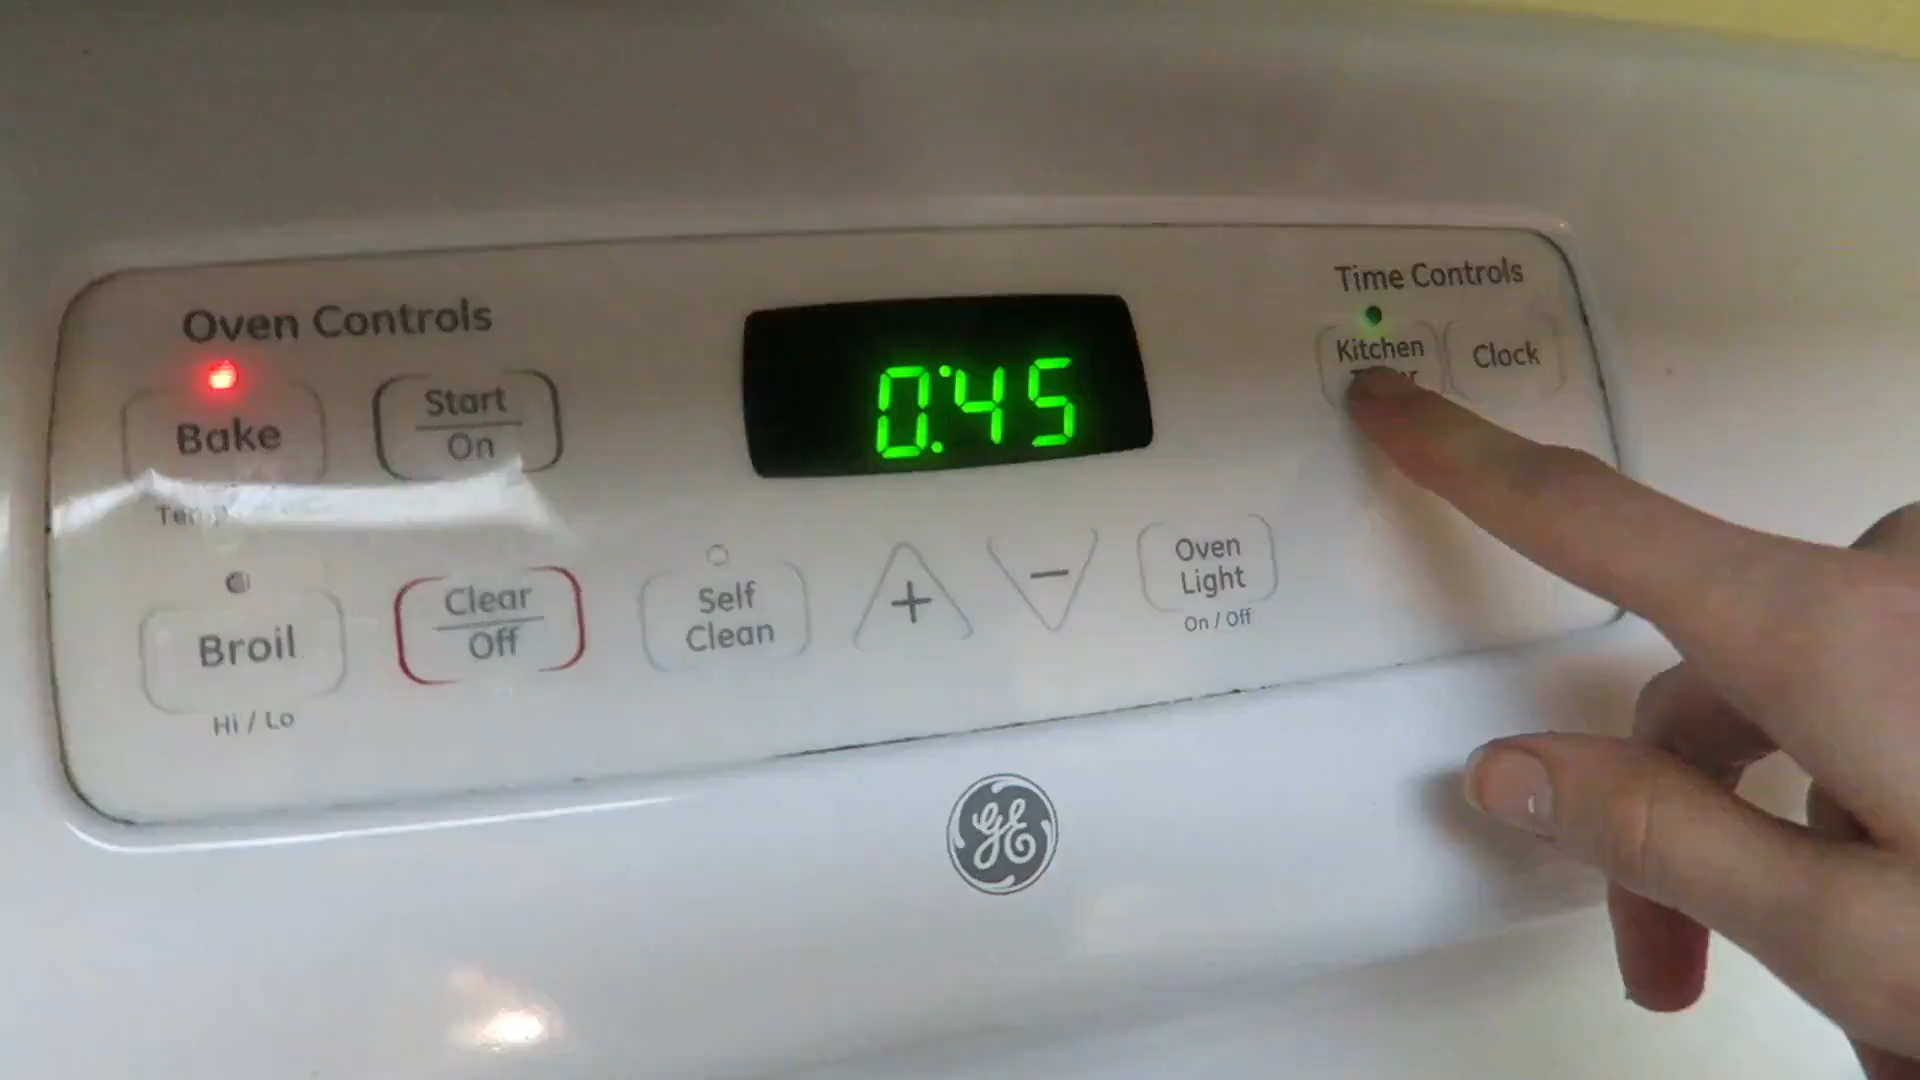 Oven Controls
Time Controls
Kitchen
Clock
0:45
Bake
Start
On
Clear
Off
Self
Clean
+
−
Oven
Light
On / Off
Broil
Hi / Lo
GE